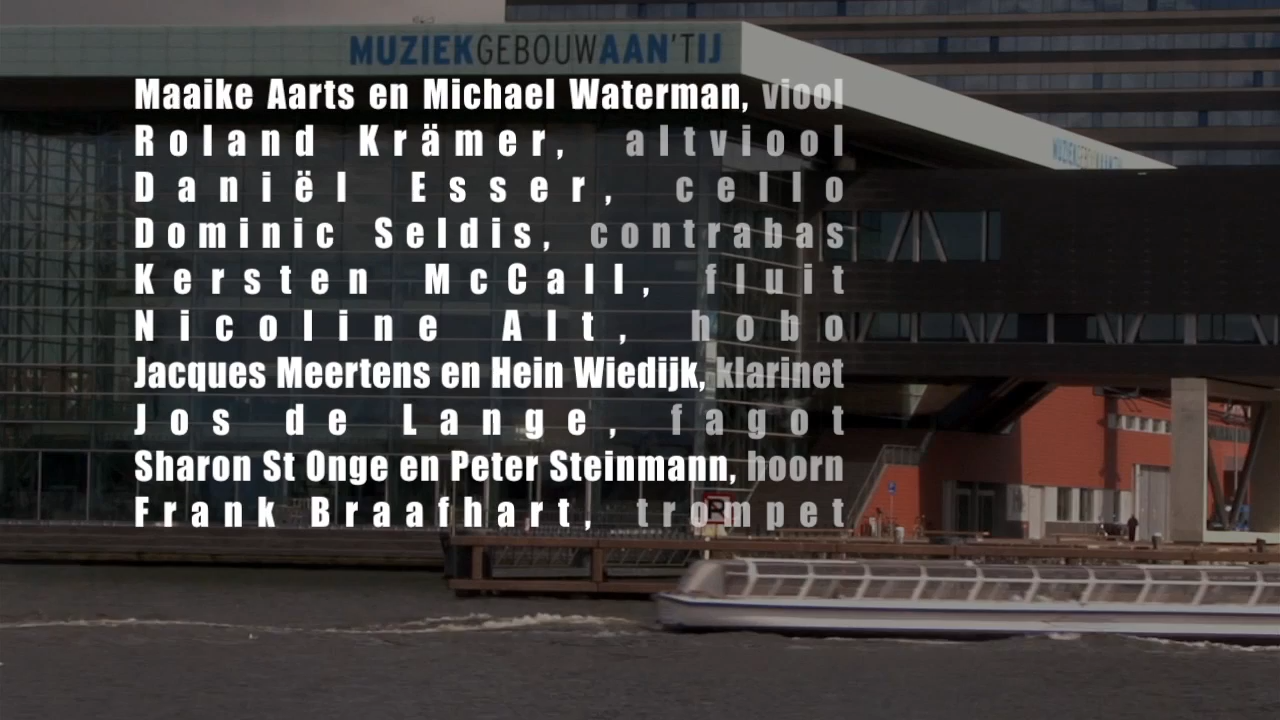 MUZIEKGEBOUWAAN'TIJ
Maaike Aarts en Michael Waterman, viool
Roland Krämer, altviool
Daniël Esser, cello
Dominic Seldis, contrabas
Kersten McCall, fluit
Nicoline Alt, hobo
Jacques Meertens en Hein Wiedijk, klarinet
Jos de Lange, fagot
Sharon St Onge en Peter Steinmann, hoorn
Frank Braafhart, trompet
MUZIEKGEBOUWAAN'TIJ